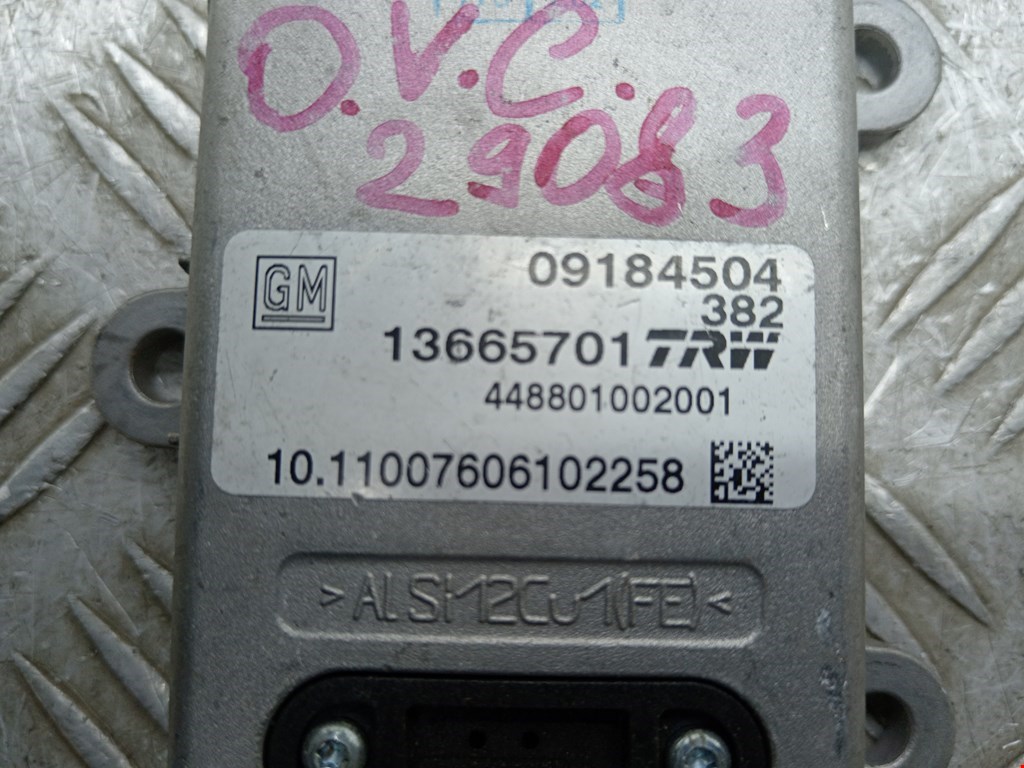 O.V.C.
29083
GM 09184504
382
13665701 TRW
448801002001
10.11007606102258
>ALSI12Cu1(FE)<